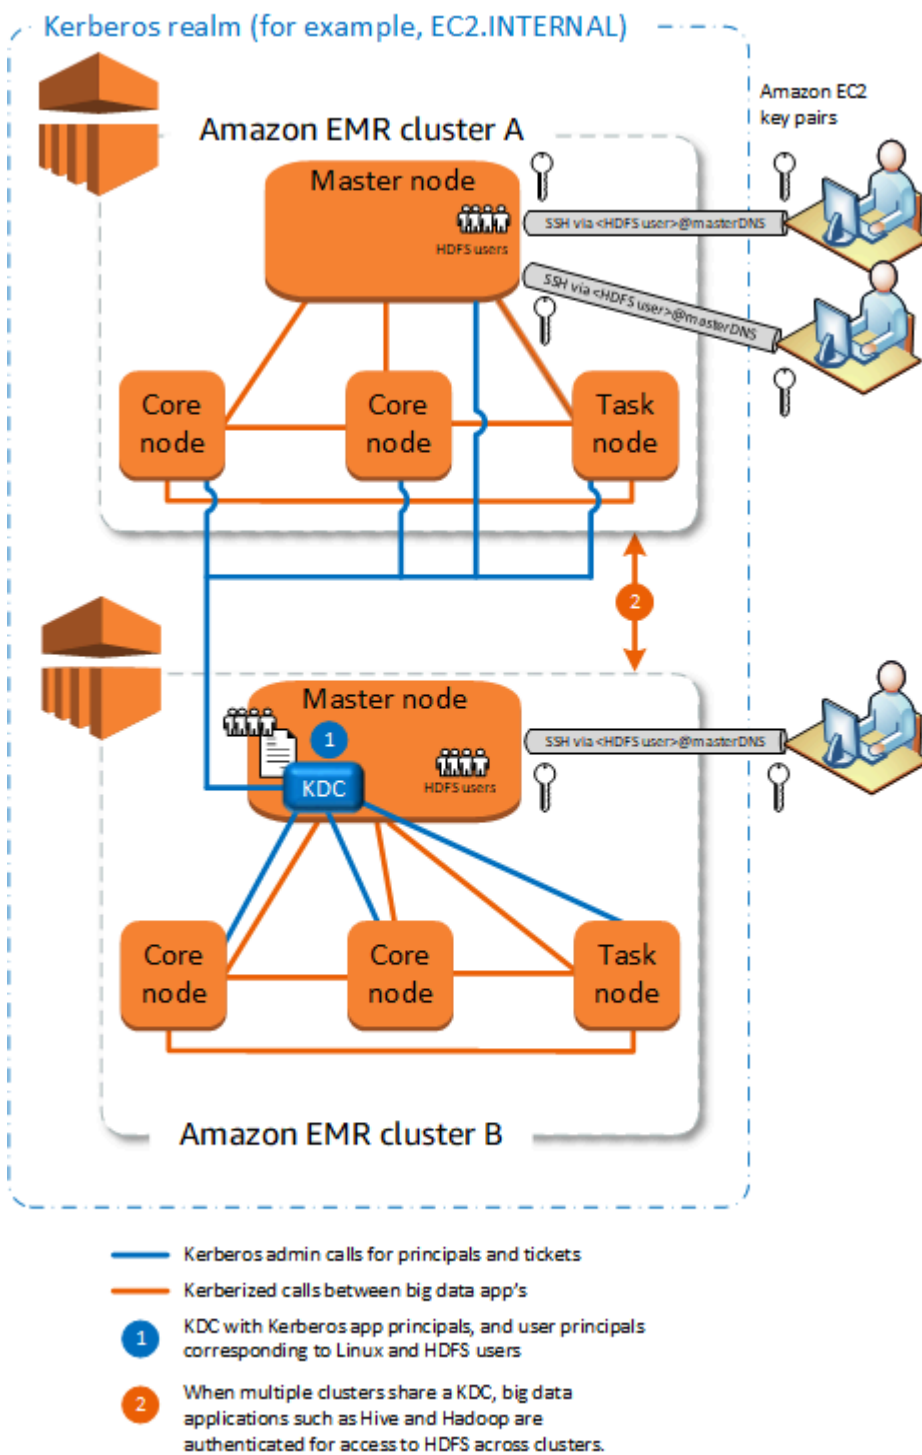 Kerberos realm (for example, EC2.INTERNAL)
Amazon EC2
key pairs
Amazon EMR cluster A
Master node
HDFS users
SSH via <HDFS user>@masterDNS
SSH via <HDFS user>@masterDNS
Core
node
Core
node
Task
node
2
Master node
1
KDC
HDFS users
SSH via <HDFS user>@masterDNS
Core
node
Core
node
Task
node
Amazon EMR cluster B
Kerberos admin calls for principals and tickets
Kerberized calls between big data app's
1
KDC with Kerberos app principals, and user principals
corresponding to Linux and HDFS users
2
When multiple clusters share a KDC, big data
applications such as Hive and Hadoop are
authenticated for access to HDFS across clusters.